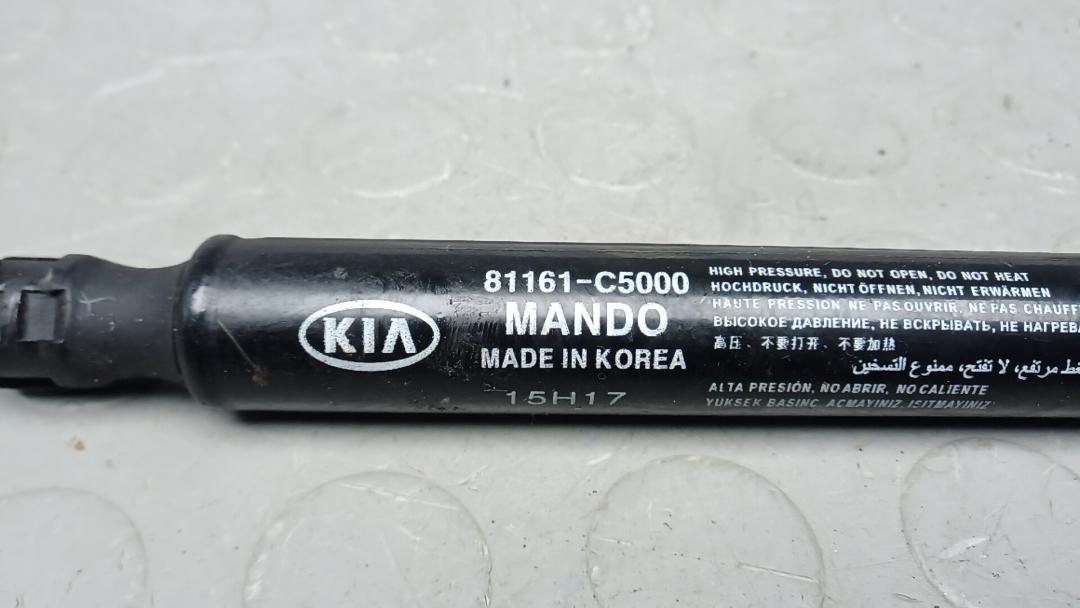 KIA
81161-C5000
MANDO
MADE IN KOREA
15H17
HIGH PRESSURE, DO NOT OPEN, DO NOT HEAT
HOCHDRUCK, NICHT ÖFFNEN, NICHT ERWÄRMEN
HAUTE PRESSION NE PAS OUVRIR, NE PAS CHAUFF
ВЫСОКОЕ ДАВЛЕНИЕ, НЕ ВСКРЫВАТЬ, НЕ НАГРЕВА
高压、不要打开、不要加热
مرتفع، لا تفتح، ممنوع التسخين
ALTA PRESIÓN, NO ABRIR, NO CALIENTE
YUKSEK BASINC, ACMAYINIZ, ISITMAYINIZ